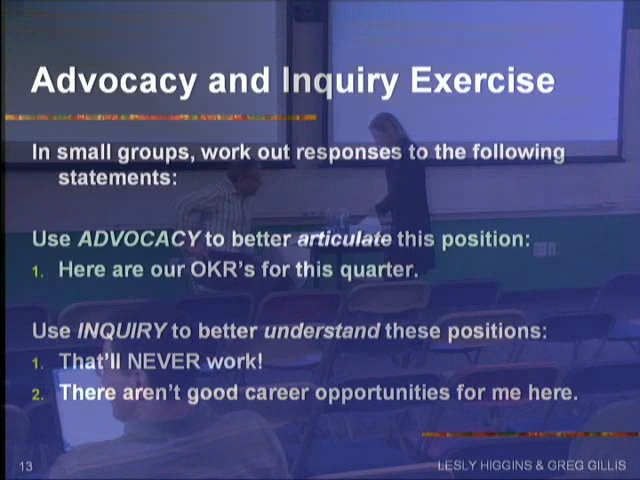 Advocacy and Inquiry Exercise
In small groups, work out responses to the following
statements:
Use ADVOCACY to better articulate this position:
1. Here are our OKR's for this quarter.
Use INQUIRY to better understand these positions:
1. That'll NEVER work!
2. There aren't good career opportunities for me here.
13
LESLY HIGGINS & GREG GILLIS